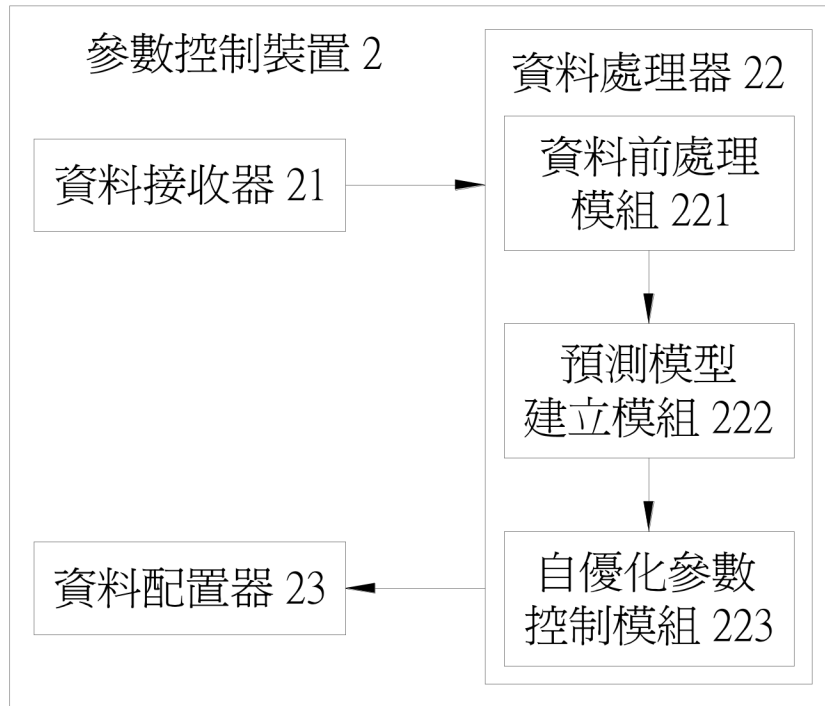 參數控制裝置 2
資料接收器 21
資料處理器 22
資料前處理
模組 221
預測模型
建立模組 222
自優化參數
控制模組 223
資料配置器 23